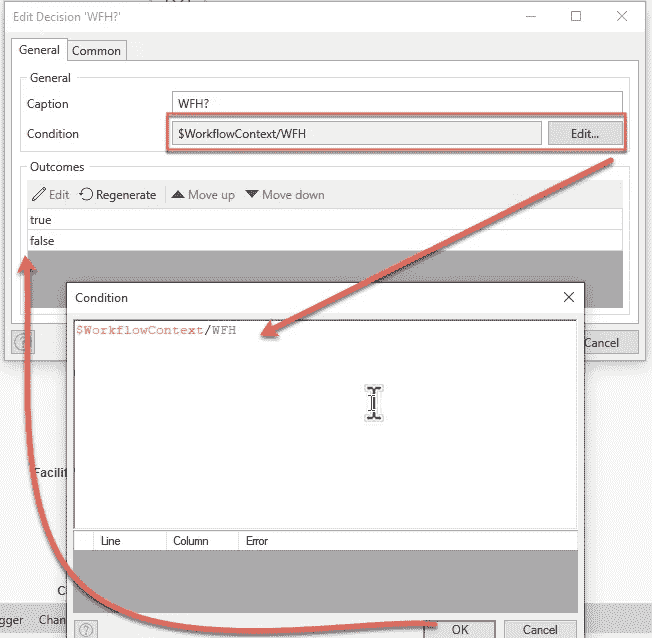 Edit Decision 'WFH?'
General Common
General
Caption WFH?
Condition $WorkflowContext/WFH Edit...
Outcomes
Edit Regenerate Move up Move down
true
false
Condition
Cancel
$WorkflowContext/WFH
Facilit
Line Column Error
C
gger Chan
OK Cancel